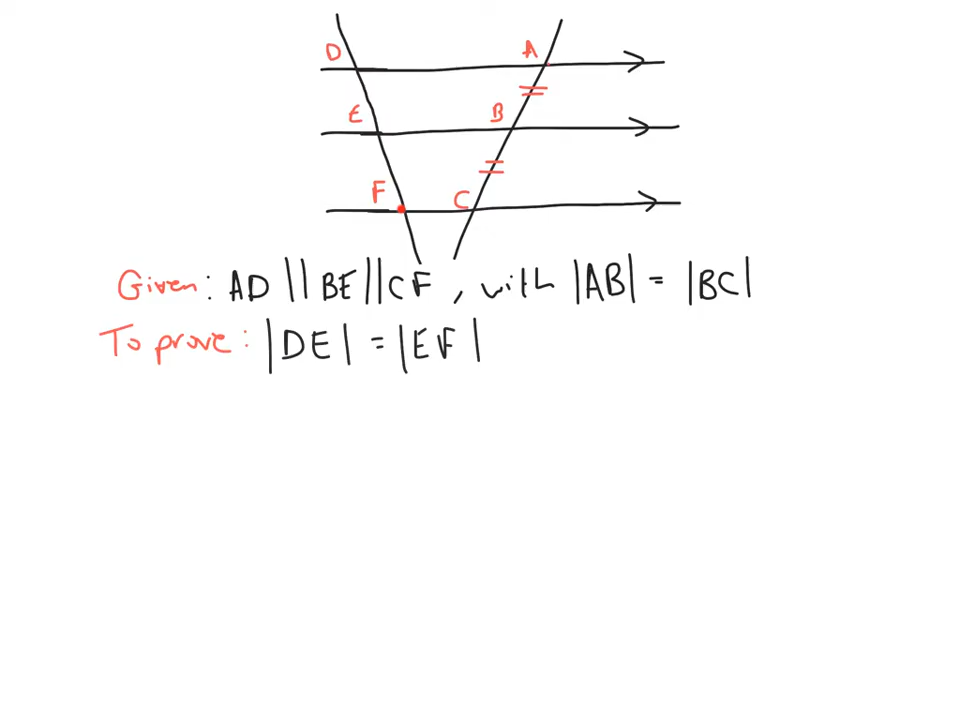 D A
E B
F C
Given: AD || BE || CF, with |AB| = |BC|
To prove: |DE| = |EF|